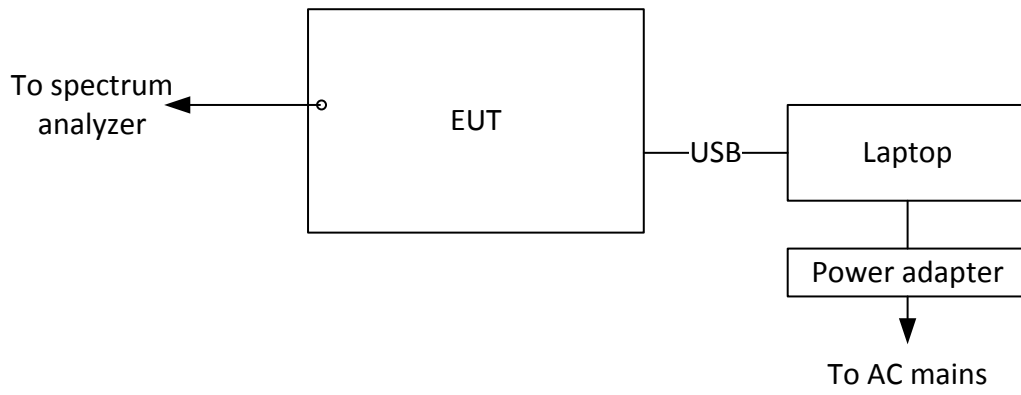 To spectrum
analyzer
EUT
USB
Laptop
Power adapter
To AC mains